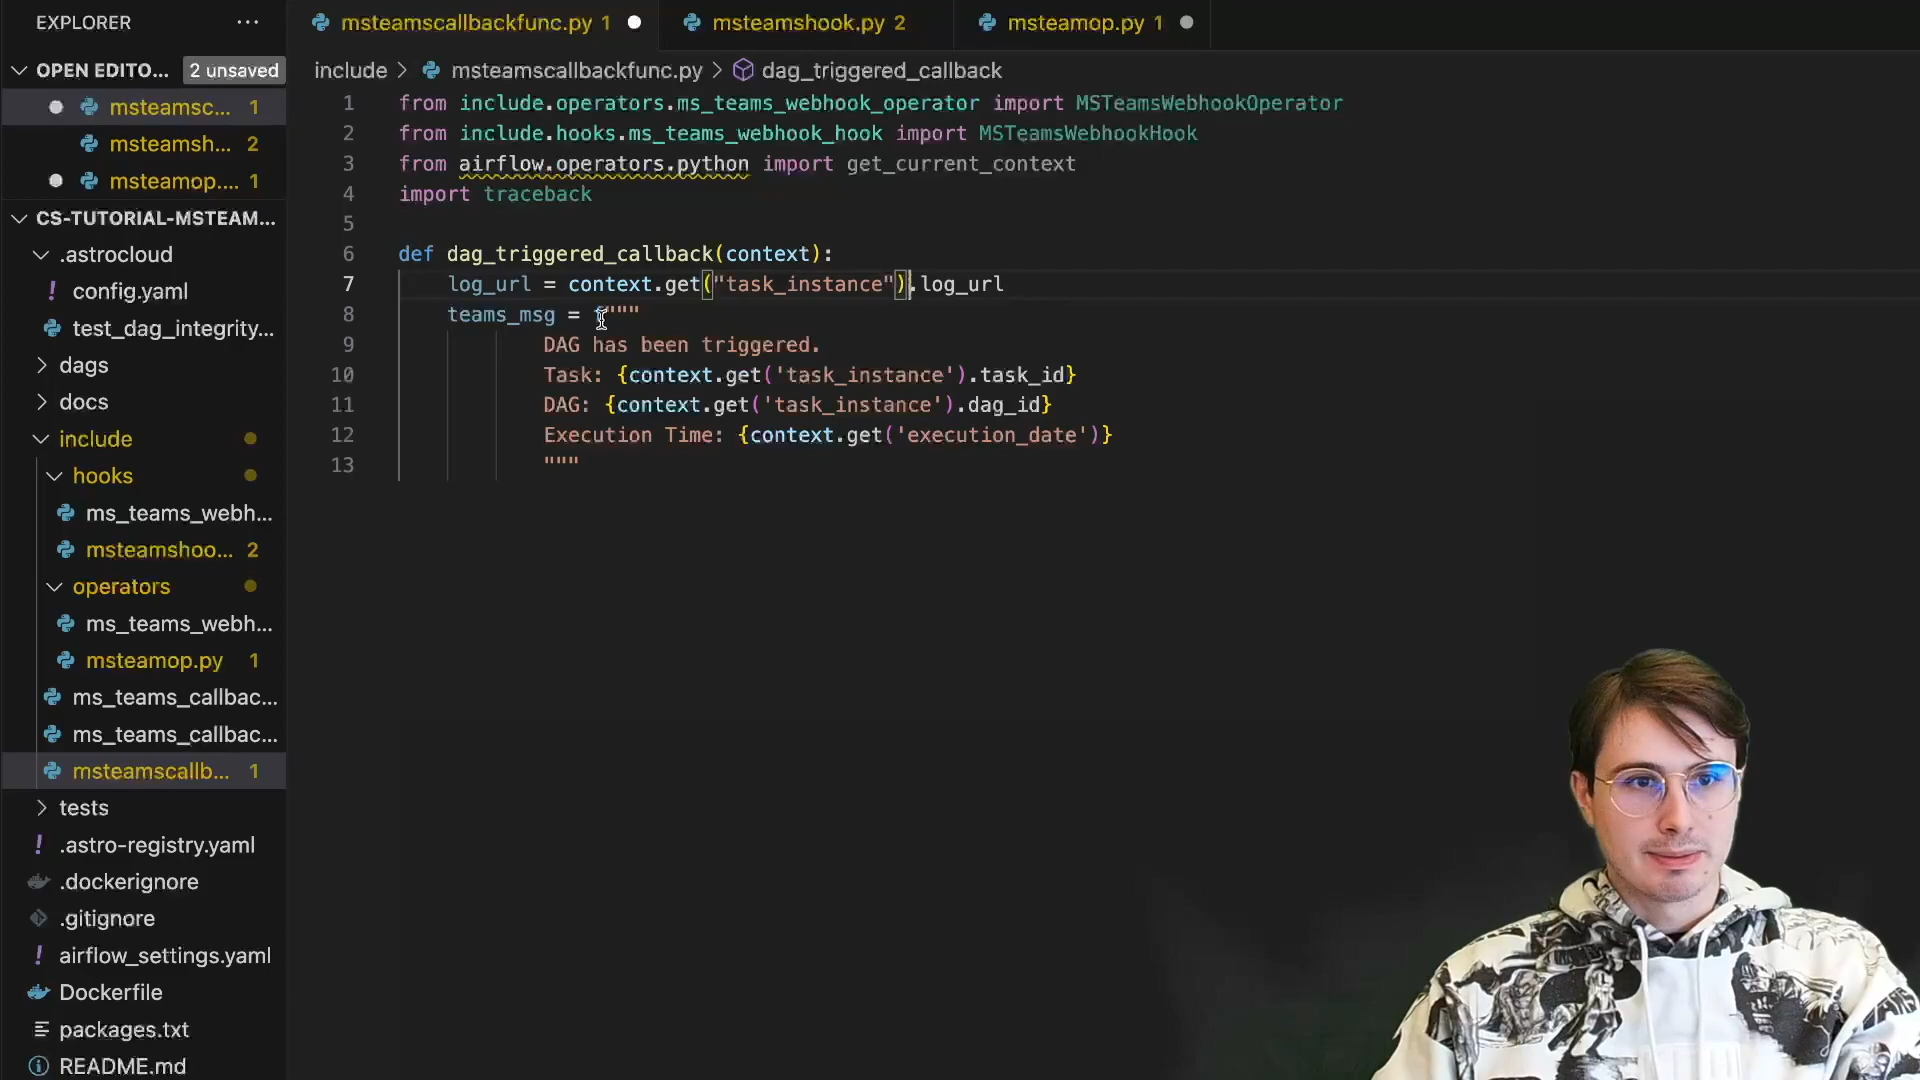 EXPLORER
OPEN EDITO... 2 unsaved
msteamsc... 1
msteamsh... 2
msteamop.... 1
CS-TUTORIAL-MSTEAM...
.astrocloud
! config.yaml
test_dag_integrity...
dags
docs
include
hooks
ms_teams_webh...
msteamshoo... 2
operators
ms_teams_webh...
msteamop.py 1
ms_teams_callbac...
ms_teams_callbac...
msteamscallb... 1
tests
! .astro-registry.yaml
.dockerignore
.gitignore
! airflow_settings.yaml
Dockerfile
packages.txt
README.md
msteamscallbackfunc.py 1 msteamshook.py 2 msteamop.py 1
include > msteamscallbackfunc.py > dag_triggered_callback
1 from include.operators.ms_teams_webhook_operator import MSTeamsWebhookOperator
2 from include.hooks.ms_teams_webhook_hook import MSTeamsWebhookHook
3 from airflow.operators.python import get_current_context
4 import traceback
5
6 def dag_triggered_callback(context):
7 log_url = context.get("task_instance").log_url
8 teams_msg = f"""
9 DAG has been triggered.
10 Task: {context.get('task_instance').task_id}
11 DAG: {context.get('task_instance').dag_id}
12 Execution Time: {context.get('execution_date')}
13 """